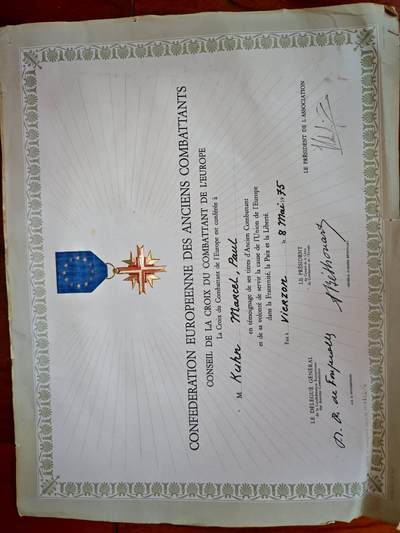 CONFEDERATION EUROPEENNE DES ANCIENS COMBATTANTS
CONSEIL DE LA CROIX DU COMBATTANT DE L'EUROPE
La Croix du Combattant de l'Europe est conférée à
M Kuhn Marcel, Paul
en témoignage de ses titres d'Ancien Combattant
et de sa volonté de servir la cause de l'Union de l'Europe
dans la Fraternité, la Paix et la Liberté.
Fait à Vierzon le 8 Mai 1975
LE DÉLÉGUÉ GÉNÉRAL
LE PRÉSIDENT
LE PRÉSIDENT DE L'ASSOCIATION